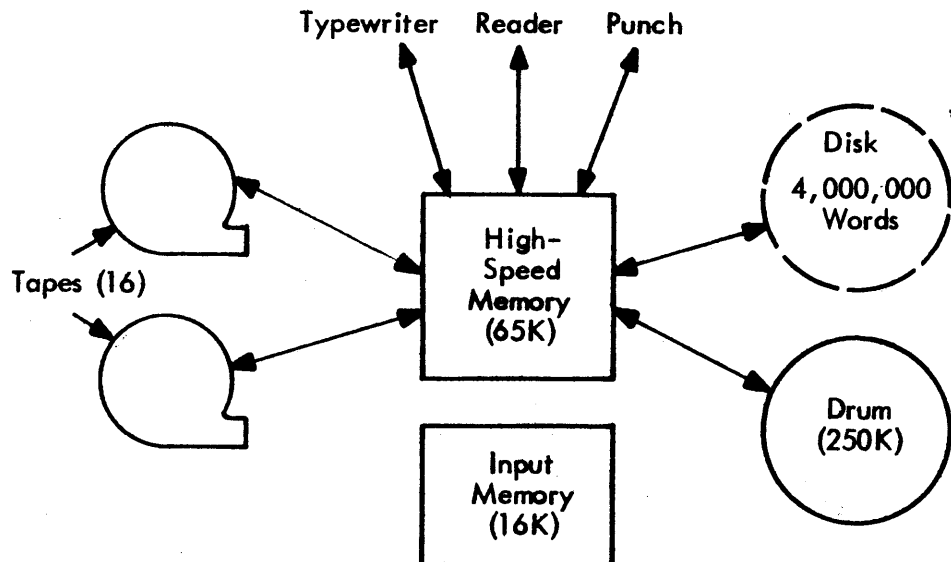 Typewriter Reader Punch
Disk
4,000,000
Words
High-
Speed
Memory
(65K)
Tapes (16)
Drum
(250K)
Input
Memory
(16K)